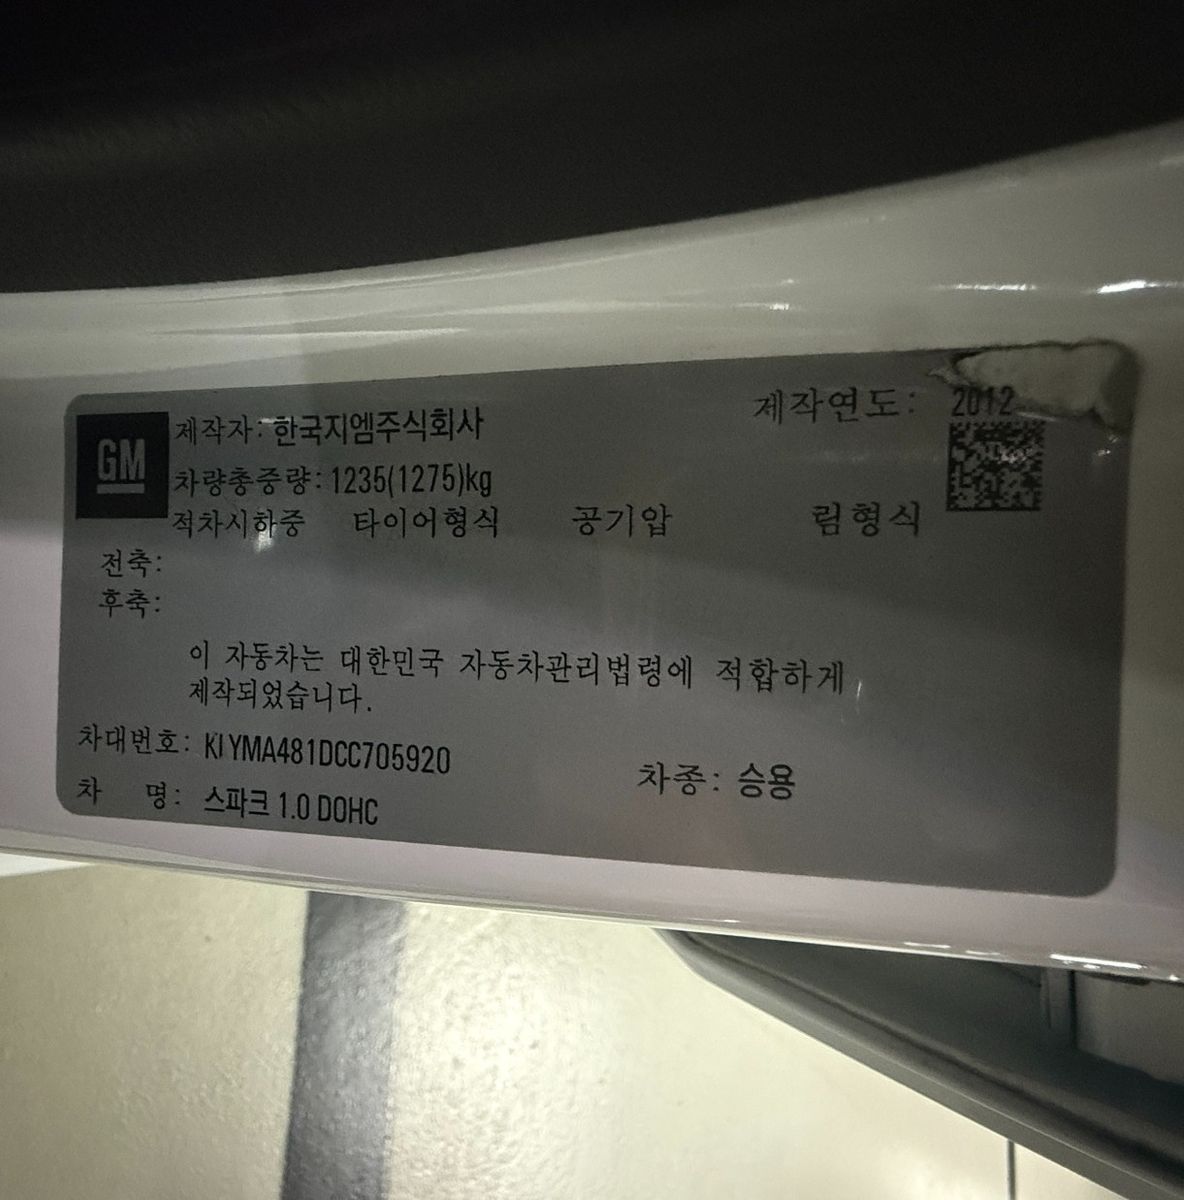 GM
제작자: 한국지엠주식회사
제작연도: 2012
차량총중량: 1235(1275)kg
적차시하중 타이어형식 공기압 림형식
전축:
후축:
이 자동차는 대한민국 자동차관리법령에 적합하게
제작되었습니다.
차대번호: KIYMA481DCC705920
차종: 승용
차 명: 스파크 1.0 DOHC